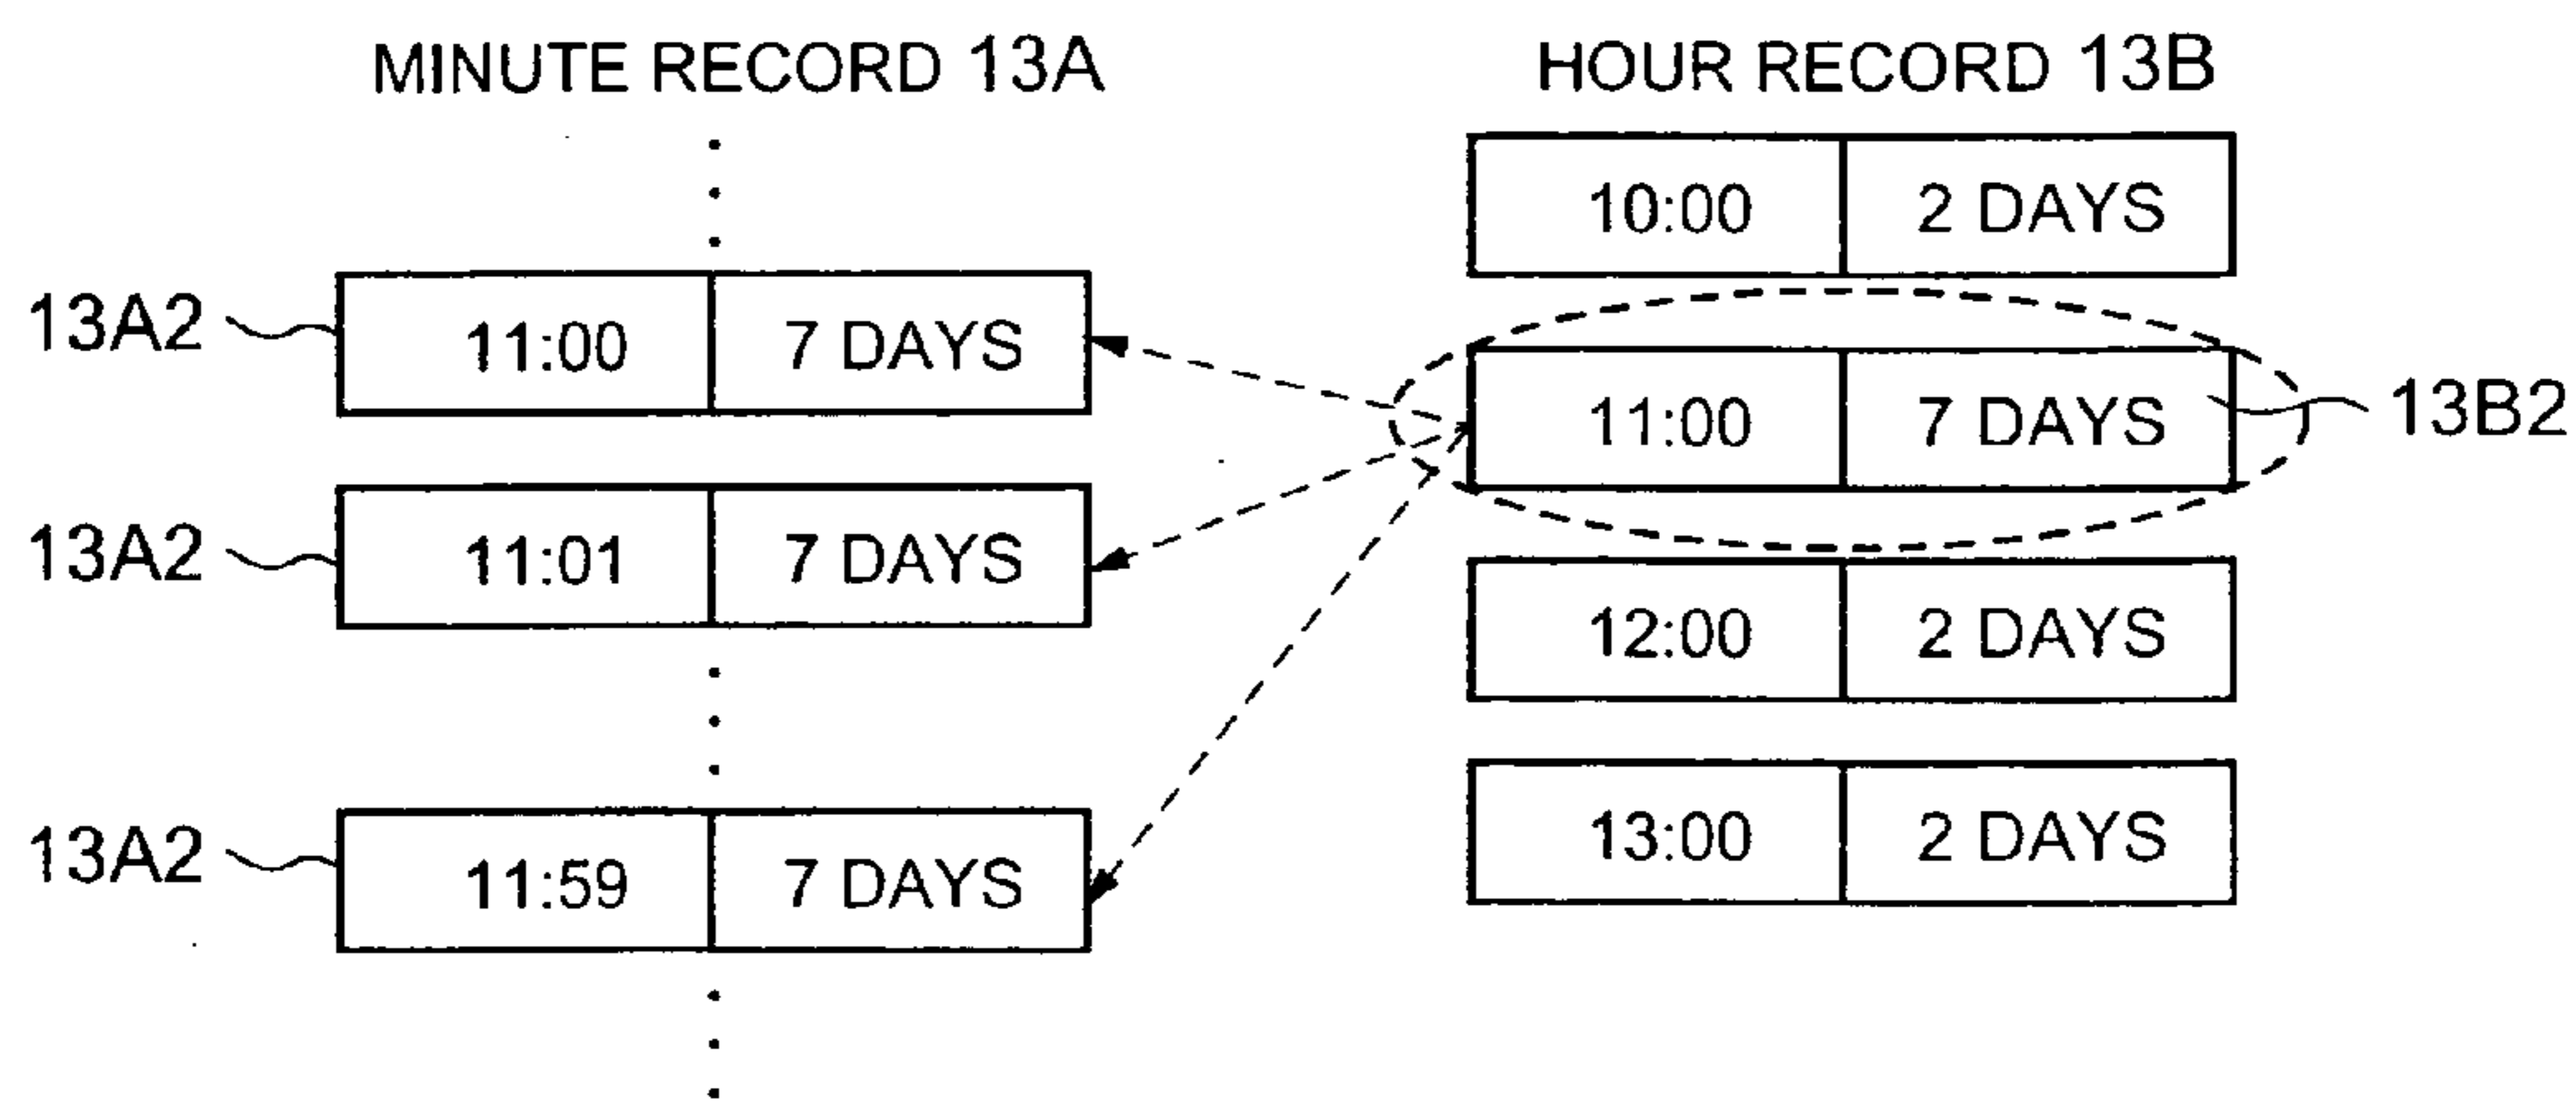 MINUTE RECORD 13A
13A2 11:00 7 DAYS
13A2 11:01 7 DAYS
13A2 11:59 7 DAYS
HOUR RECORD 13B
10:00 2 DAYS
11:00 7 DAYS 13B2
12:00 2 DAYS
13:00 2 DAYS